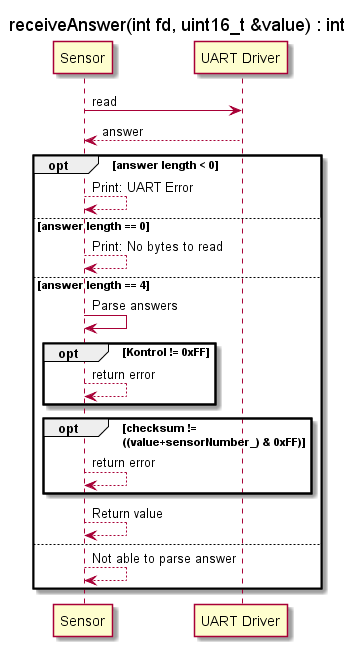 receiveAnswer(int fd, uint16_t &value) : int
Sensor
UART Driver
read
answer
opt
[answer length < 0]
Print: UART Error
[answer length == 0]
Print: No bytes to read
[answer length == 4]
Parse answers
opt
[Kontrol != 0xFF]
return error
opt
[checksum !=
((value+sensorNumber_) & 0xFF)]
return error
Return value
Not able to parse answer
Sensor
UART Driver